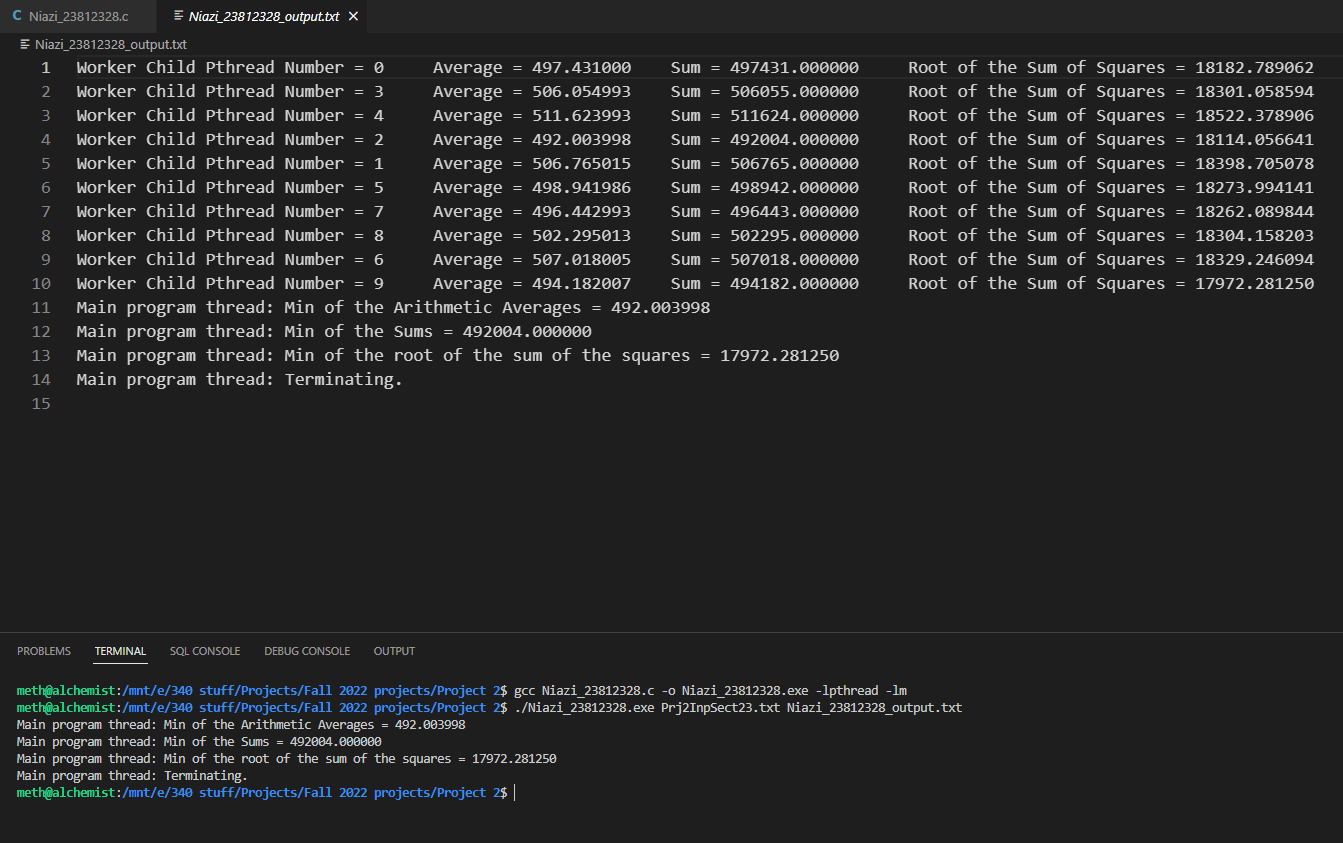 C Niazi_23812328.c Niazi_23812328_output.txt
Niazi_23812328_output.txt
1 Worker Child Pthread Number = 0 Average = 497.431000 Sum = 497431.000000 Root of the Sum of Squares = 18182.789062
2 Worker Child Pthread Number = 3 Average = 506.054993 Sum = 506055.000000 Root of the Sum of Squares = 18301.058594
3 Worker Child Pthread Number = 4 Average = 511.623993 Sum = 511624.000000 Root of the Sum of Squares = 18522.378906
4 Worker Child Pthread Number = 2 Average = 492.003998 Sum = 492004.000000 Root of the Sum of Squares = 18114.056641
5 Worker Child Pthread Number = 1 Average = 506.765015 Sum = 506765.000000 Root of the Sum of Squares = 18398.705078
6 Worker Child Pthread Number = 5 Average = 498.941986 Sum = 498942.000000 Root of the Sum of Squares = 18273.994141
7 Worker Child Pthread Number = 7 Average = 496.442993 Sum = 496443.000000 Root of the Sum of Squares = 18262.089844
8 Worker Child Pthread Number = 8 Average = 502.295013 Sum = 502295.000000 Root of the Sum of Squares = 18304.158203
9 Worker Child Pthread Number = 6 Average = 507.018005 Sum = 507018.000000 Root of the Sum of Squares = 18329.246094
10 Worker Child Pthread Number = 9 Average = 494.182007 Sum = 494182.000000 Root of the Sum of Squares = 17972.281250
11 Main program thread: Min of the Arithmetic Averages = 492.003998
12 Main program thread: Min of the Sums = 492004.000000
13 Main program thread: Min of the root of the sum of the squares = 17972.281250
14 Main program thread: Terminating.
15
PROBLEMS TERMINAL SQL CONSOLE DEBUG CONSOLE OUTPUT
meth@alchemist:/mnt/e/340 stuff/Projects/Fall 2022 projects/Project 2$ gcc Niazi_23812328.c -o Niazi_23812328.exe -lpthread -lm
meth@alchemist:/mnt/e/340 stuff/Projects/Fall 2022 projects/Project 2$ ./Niazi_23812328.exe Prj2InpSect23.txt Niazi_23812328_output.txt
Main program thread: Min of the Arithmetic Averages = 492.003998
Main program thread: Min of the Sums = 492004.000000
Main program thread: Min of the root of the sum of the squares = 17972.281250
Main program thread: Terminating.
meth@alchemist:/mnt/e/340 stuff/Projects/Fall 2022 projects/Project 2$